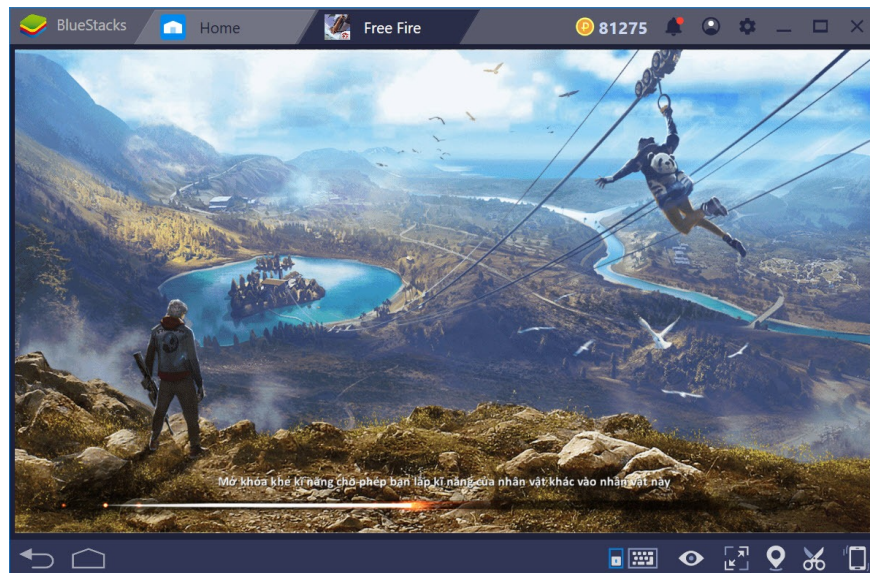 BlueStacks
Home
Free Fire
81275
Mở khóa khe kĩ năng cho phép bạn lắp kĩ năng của nhân vật khác vào nhân vật này